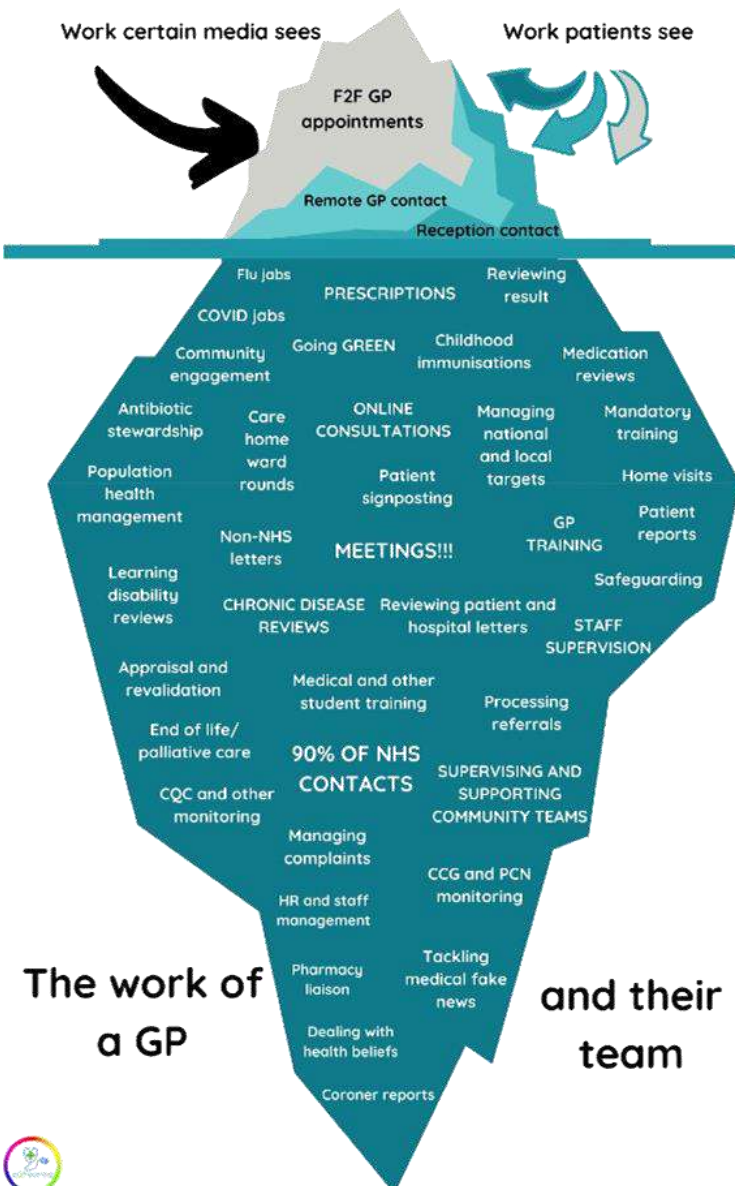 Work certain media sees
Work patients see
F2F GP
appointments
Remote GP contact
Reception contact
Flu jabs
PRESCRIPTIONS
Reviewing
result
COVID jabs
Going GREEN
Childhood
immunisations
Community
engagement
Medication
reviews
Antibiotic
stewardship
Care
home
ward
rounds
ONLINE
CONSULTATIONS
Managing
national
and local
targets
Mandatory
training
Population
health
management
Patient
signposting
Home visits
Non-NHS
letters
MEETINGS!!!
GP
TRAINING
Patient
reports
Learning
disability
reviews
Safeguarding
CHRONIC DISEASE
REVIEWS
Reviewing patient and
hospital letters
STAFF
SUPERVISION
Appraisal and
revalidation
Medical and other
student training
Processing
referrals
End of life/
palliative care
90% OF NHS
CONTACTS
SUPERVISING AND
SUPPORTING
COMMUNITY TEAMS
CQC and other
monitoring
Managing
complaints
CCG and PCN
monitoring
HR and staff
management
Pharmacy
liaison
Tackling
medical fake
news
The work of
a GP
and their
team
Dealing with
health beliefs
Coroner reports